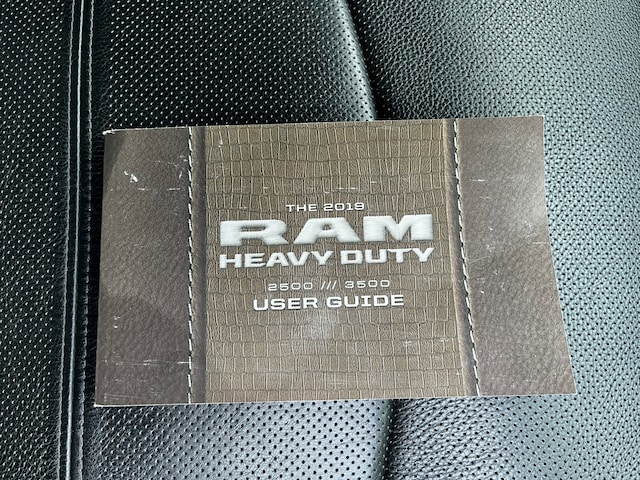 THE 2019
RAM
HEAVY DUTY
2500 /// 3500
USER GUIDE